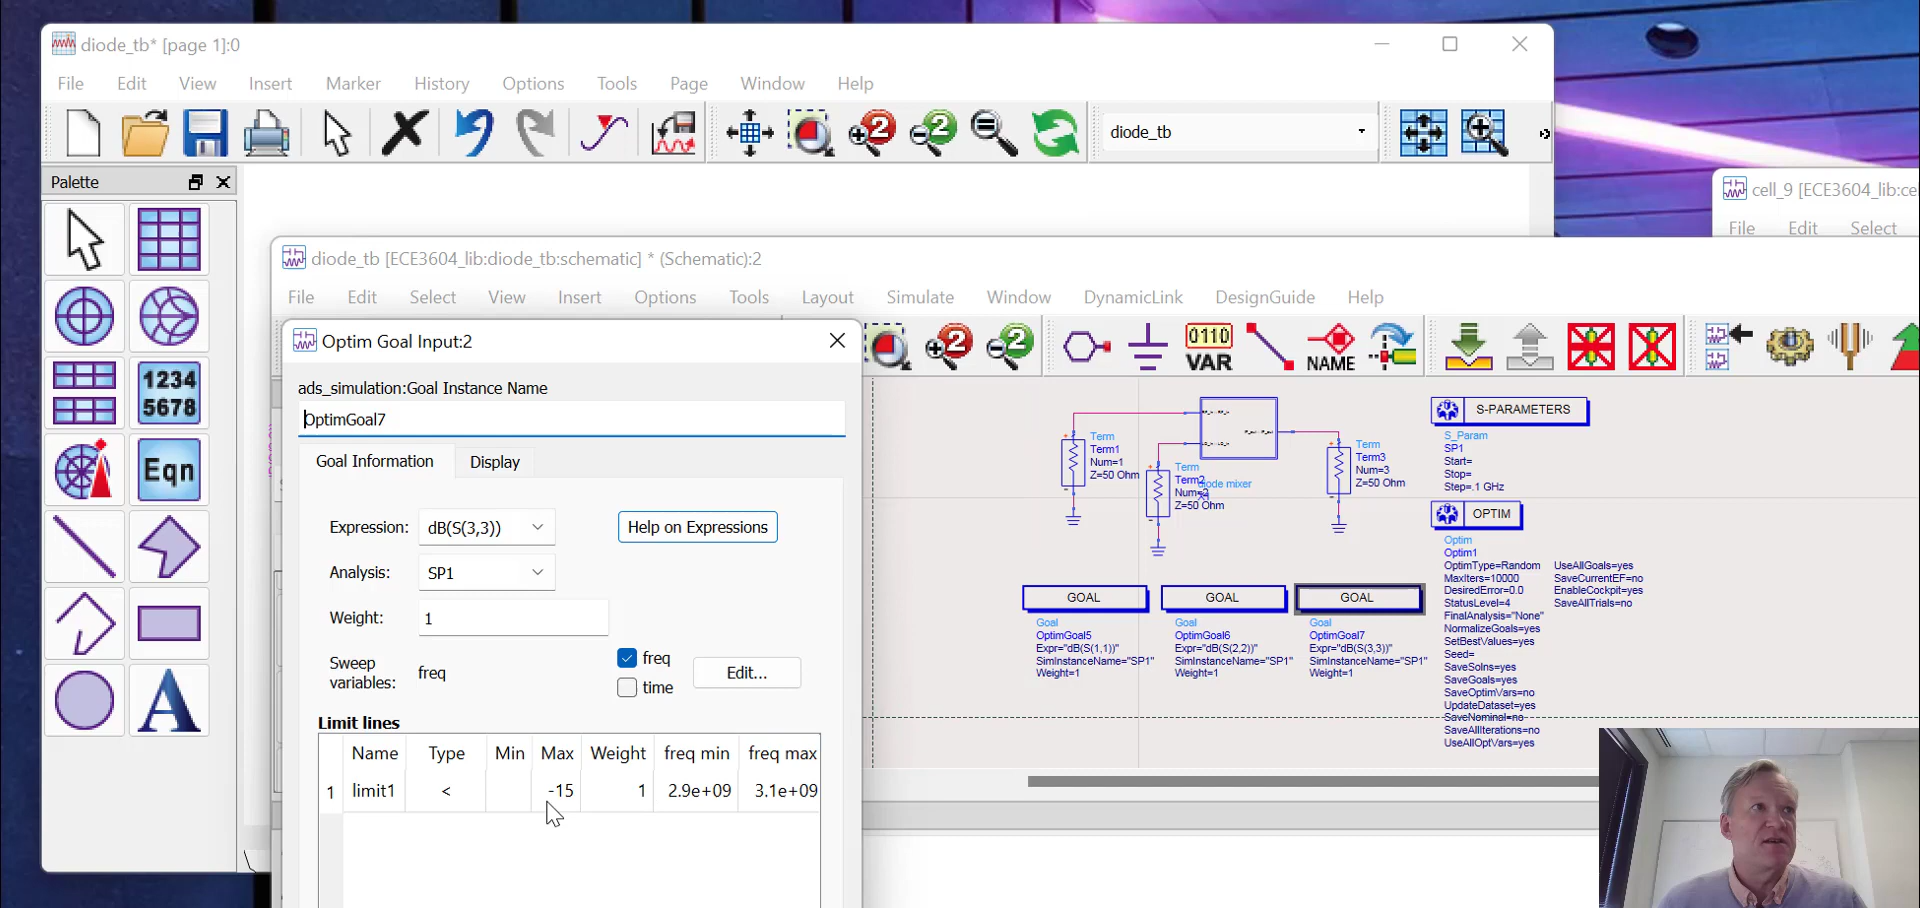 diode_tb* [page 1]:0
File Edit View Insert Marker History Options Tools Page Window Help
diode_tb
Palette
1234
5678
Eqn
A
cell_9 [ECE3604_lib:cel
File Edit Select
diode_tb [ECE3604_lib:diode_tb:schematic] * (Schematic):2
File Edit Select View Insert Options Tools Layout Simulate Window DynamicLink DesignGuide Help
0110
VAR
NAME
Optim Goal Input:2
ads_simulation:Goal Instance Name
OptimGoal7
Goal Information Display
Expression: dB(S(3,3)) Help on Expressions
Analysis: SP1
Weight: 1
Sweep
variables:
freq
freq
time
Edit...
Limit lines
Name Type Min Max Weight freq min freq max
1 limit1 < -15 1 2.9e+09 3.1e+09
Term
Term1
Num=1
Z=50 Ohm
Term
Term2
Z=50 Ohm
diode mixer
Term
Term3
Num=3
Z=50 Ohm
S-PARAMETERS
S_Param
SP1
Start=
Stop=
Step=.1 GHz
OPTIM
Optim
Optim1
OptimType=Random
MaxIters=10000
DesiredError=0.0
StatusLevel=4
FinalAnalysis="None"
NormalizeGoals=yes
SetBestValues=yes
Seed=
SaveSolns=yes
SaveGoals=yes
SaveOptimVars=no
UpdateDataset=yes
SaveNominal=no
SaveAllIterations=no
UseAllOptVars=yes
UseAllGoals=yes
SaveCurrentEF=no
EnableCockpit=yes
SaveAllTrials=no
GOAL
Goal
OptimGoal5
Expr="dB(S(1,1))"
SimInstanceName="SP1"
Weight=1
GOAL
Goal
OptimGoal6
Expr="dB(S(2,2))"
SimInstanceName="SP1"
Weight=1
GOAL
Goal
OptimGoal7
Expr="dB(S(3,3))"
SimInstanceName="SP1"
Weight=1